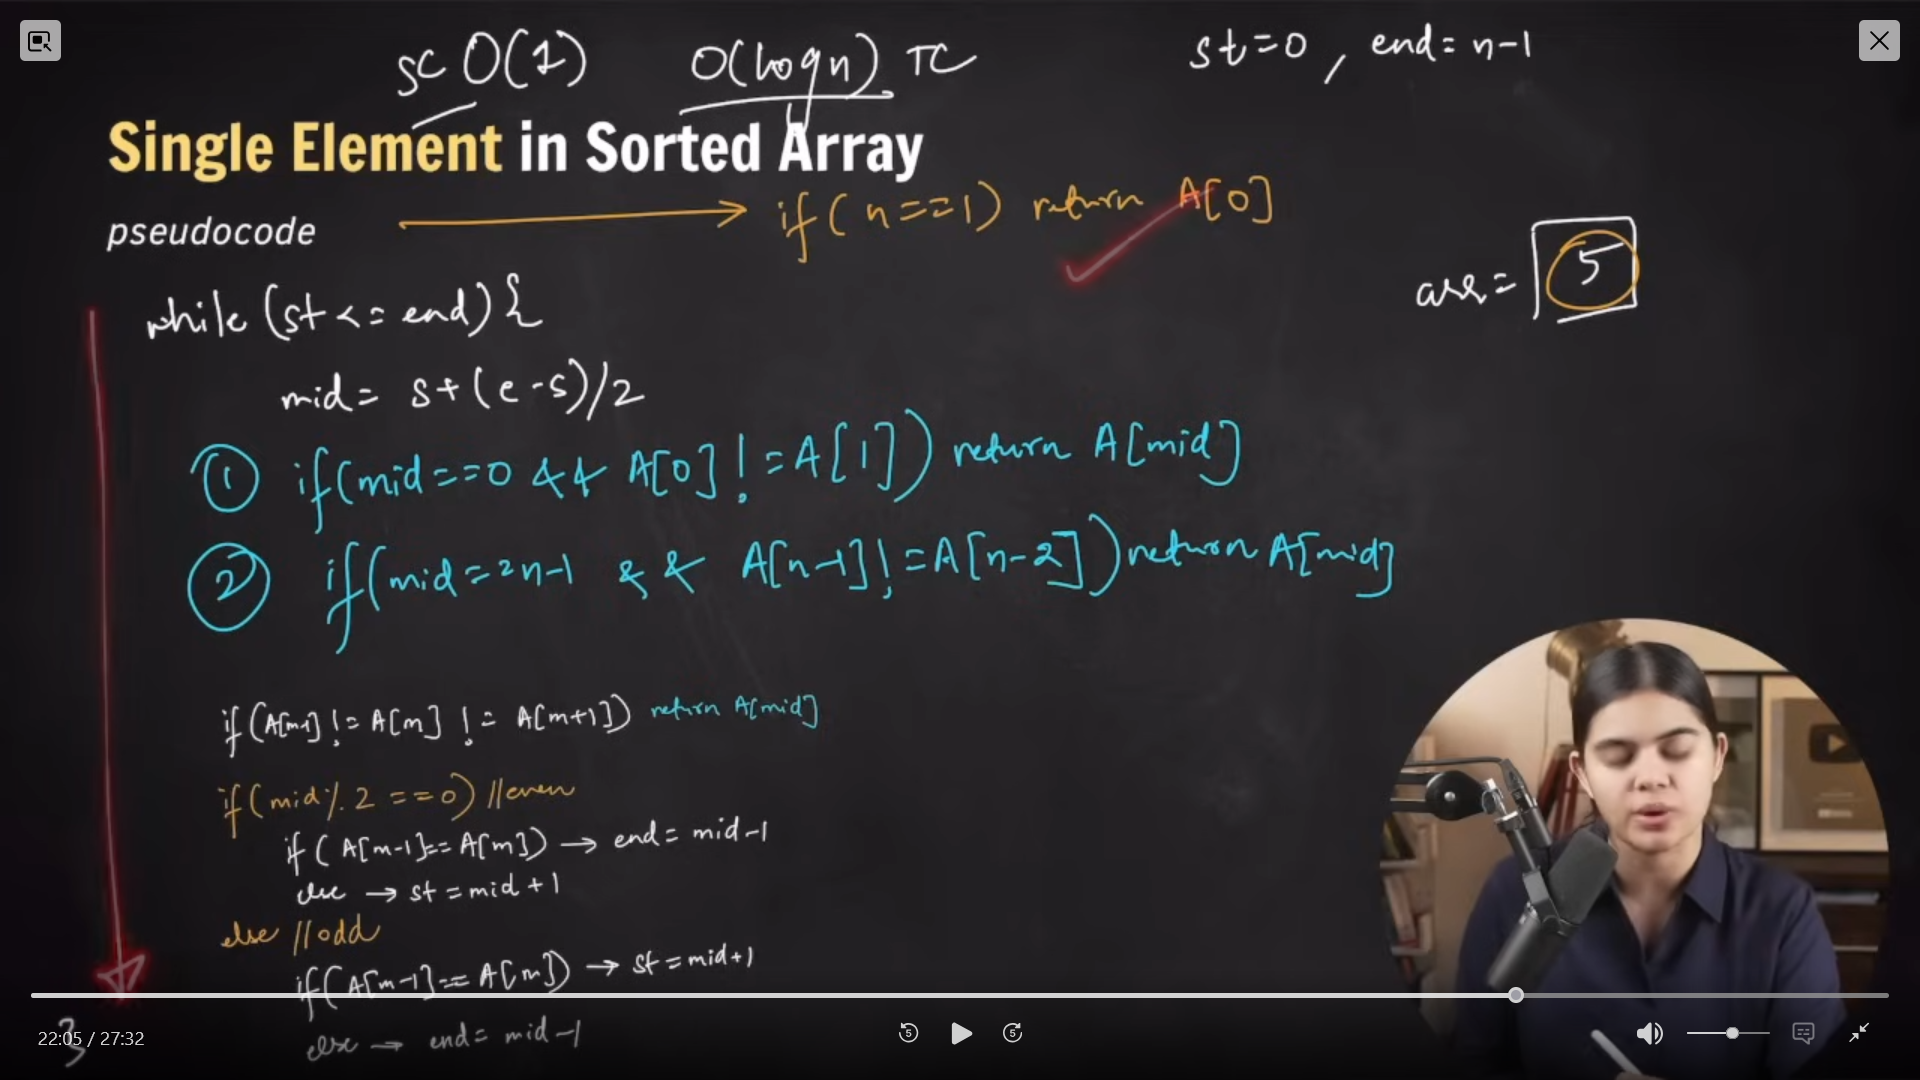 SC O(1) O(log n) TC
st=0, end=n-1
Single Element in Sorted Array
pseudocode → if(n==1) return A[0]
arr= 5
while (st<=end){
mid= s+(e-s)/2
① if(mid==0 && A[0]!=A[1]) return A[mid]
② if(mid==n-1 && A[n-1]!=A[n-2]) return A[mid]
if(A[m-1]!=A[m] != A[m+1]) return A[mid]
if(mid%2==0) //even
if(A[m-1]==A[m]) → end=mid-1
else → st=mid+1
else //odd
if(A[m-1]==A[m]) → st=mid+1
else → end=mid-1
}
22:05 / 27:32
5 5